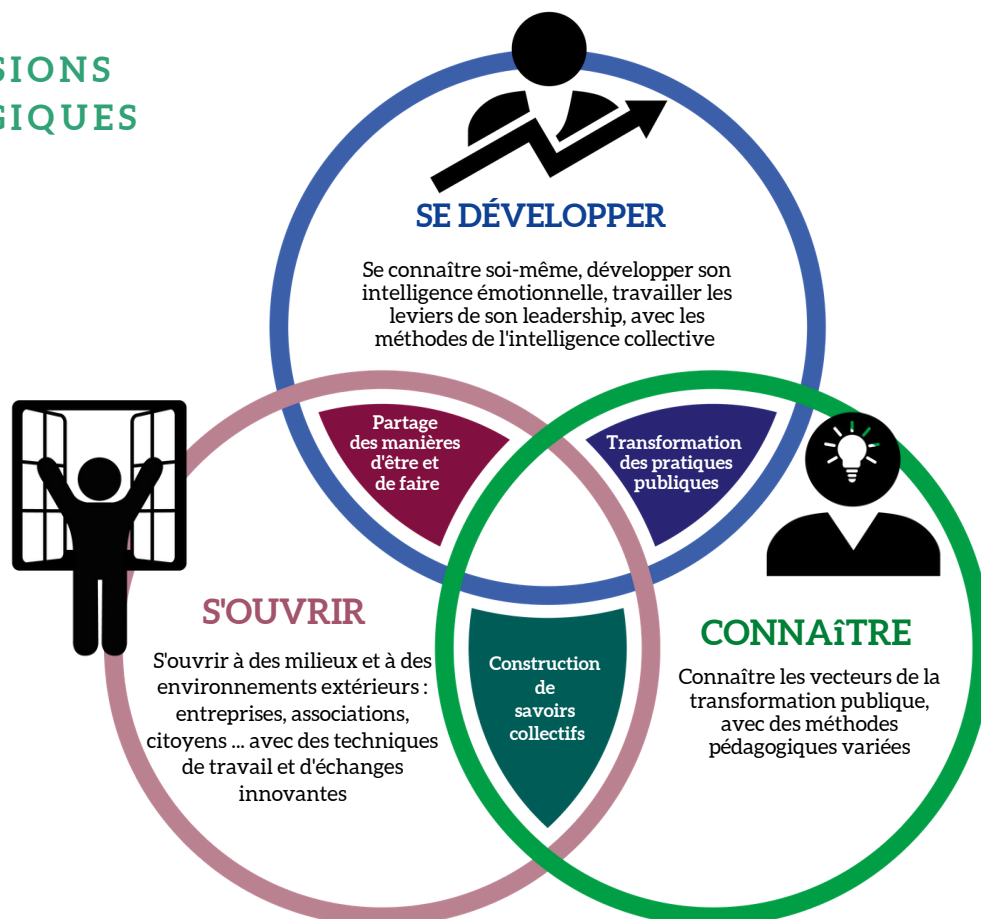 SIONS
GIQUES
SE DÉVELOPPER
Se connaître soi-même, développer son
intelligence émotionnelle, travailler les
leviers de son leadership, avec les
méthodes de l'intelligence collective
Partage
des manières
d'être et
de faire
Transformation
des pratiques
publiques
S'OUVRIR
S'ouvrir à des milieux et à des
environnements extérieurs :
entreprises, associations,
citoyens ... avec des techniques
de travail et d'échanges
innovantes
Construction
de
savoirs
collectifs
CONNAîTRE
Connaître les vecteurs de la
transformation publique,
avec des méthodes
pédagogiques variées